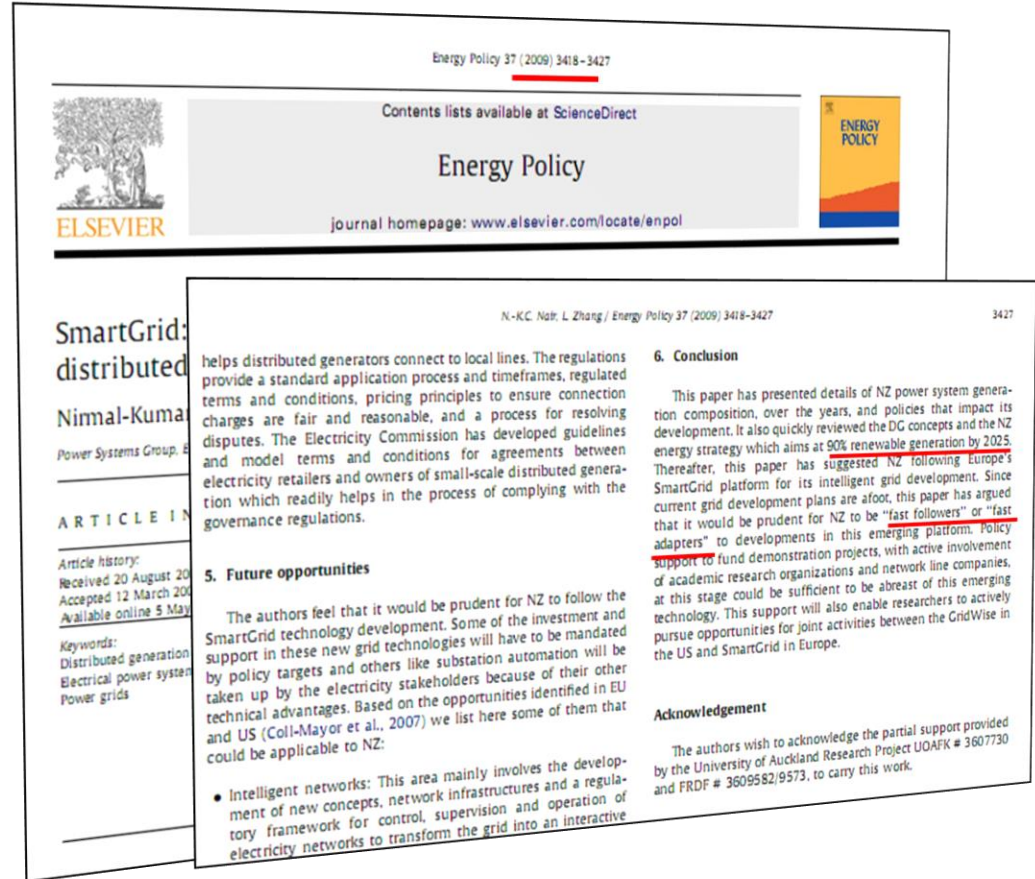 Energy Policy 37 (2009) 3418–3427
Contents lists available at ScienceDirect
Energy Policy
journal homepage: www.elsevier.com/locate/enpol
ELSEVIER
ENERGY
POLICY
SmartGrid:
distributed
Nirmal-Kumar
Power Systems Group, E
ARTICLE IN
Article history:
Received 20 August 20
Accepted 12 March 200
Available online 5 May
Keywords:
Distributed generation
Electrical power system
Power grids
N.-K.C. Nair, L. Zhang / Energy Policy 37 (2009) 3418–3427
3427
helps distributed generators connect to local lines. The regulations
provide a standard application process and timeframes, regulated
terms and conditions, pricing principles to ensure connection
charges are fair and reasonable, and a process for resolving
disputes. The Electricity Commission has developed guidelines
and model terms and conditions for agreements between
electricity retailers and owners of small-scale distributed genera-
tion which readily helps in the process of complying with the
governance regulations.
5. Future opportunities
The authors feel that it would be prudent for NZ to follow the
SmartGrid technology development. Some of the investment and
support in these new grid technologies will have to be mandated
by policy targets and others like substation automation will be
taken up by the electricity stakeholders because of their other
technical advantages. Based on the opportunities identified in EU
and US (Coll-Mayor et al., 2007) we list here some of them that
could be applicable to NZ:
• Intelligent networks: This area mainly involves the develop-
ment of new concepts, network infrastructures and a regula-
tory framework for control, supervision and operation of
electricity networks to transform the grid into an interactive
6. Conclusion
This paper has presented details of NZ power system genera-
tion composition, over the years, and policies that impact its
development. It also quickly reviewed the DG concepts and the NZ
energy strategy which aims at 90% renewable generation by 2025.
Thereafter, this paper has suggested NZ following Europe's
SmartGrid platform for its intelligent grid development. Since
current grid development plans are afoot, this paper has argued
that it would be prudent for NZ to be "fast followers" or "fast
adapters" to developments in this emerging platform. Policy
support to fund demonstration projects, with active involvement
of academic research organizations and network line companies,
at this stage could be sufficient to be abreast of this emerging
technology. This support will also enable researchers to actively
pursue opportunities for joint activities between the GridWise in
the US and SmartGrid in Europe.
Acknowledgement
The authors wish to acknowledge the partial support provided
by the University of Auckland Research Project UOAFK # 3607730
and FRDF # 3609582/9573, to carry this work.